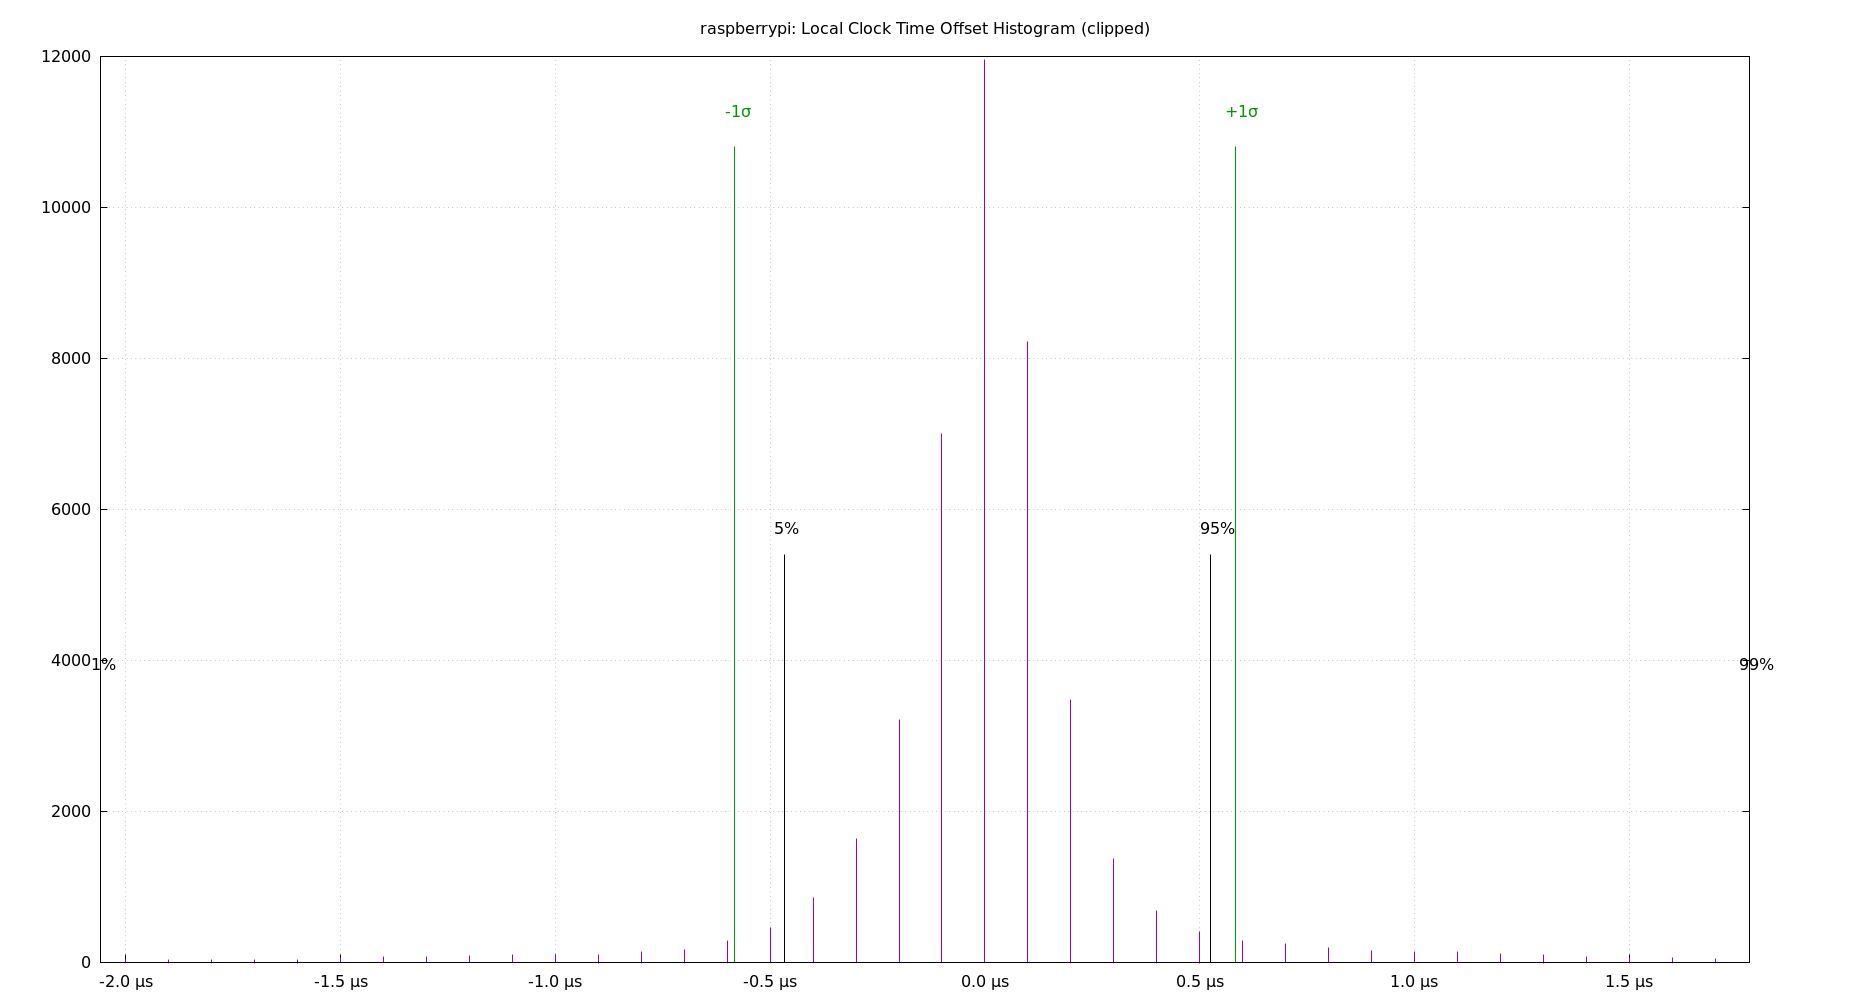 raspberrypi: Local Clock Time Offset Histogram (clipped)
12000
-1σ
+1σ
10000
8000
6000
5%
95%
4000
1%
99%
2000
0
-2.0 μs
-1.5 μs
-1.0 μs
-0.5 μs
0.0 μs
0.5 μs
1.0 μs
1.5 μs